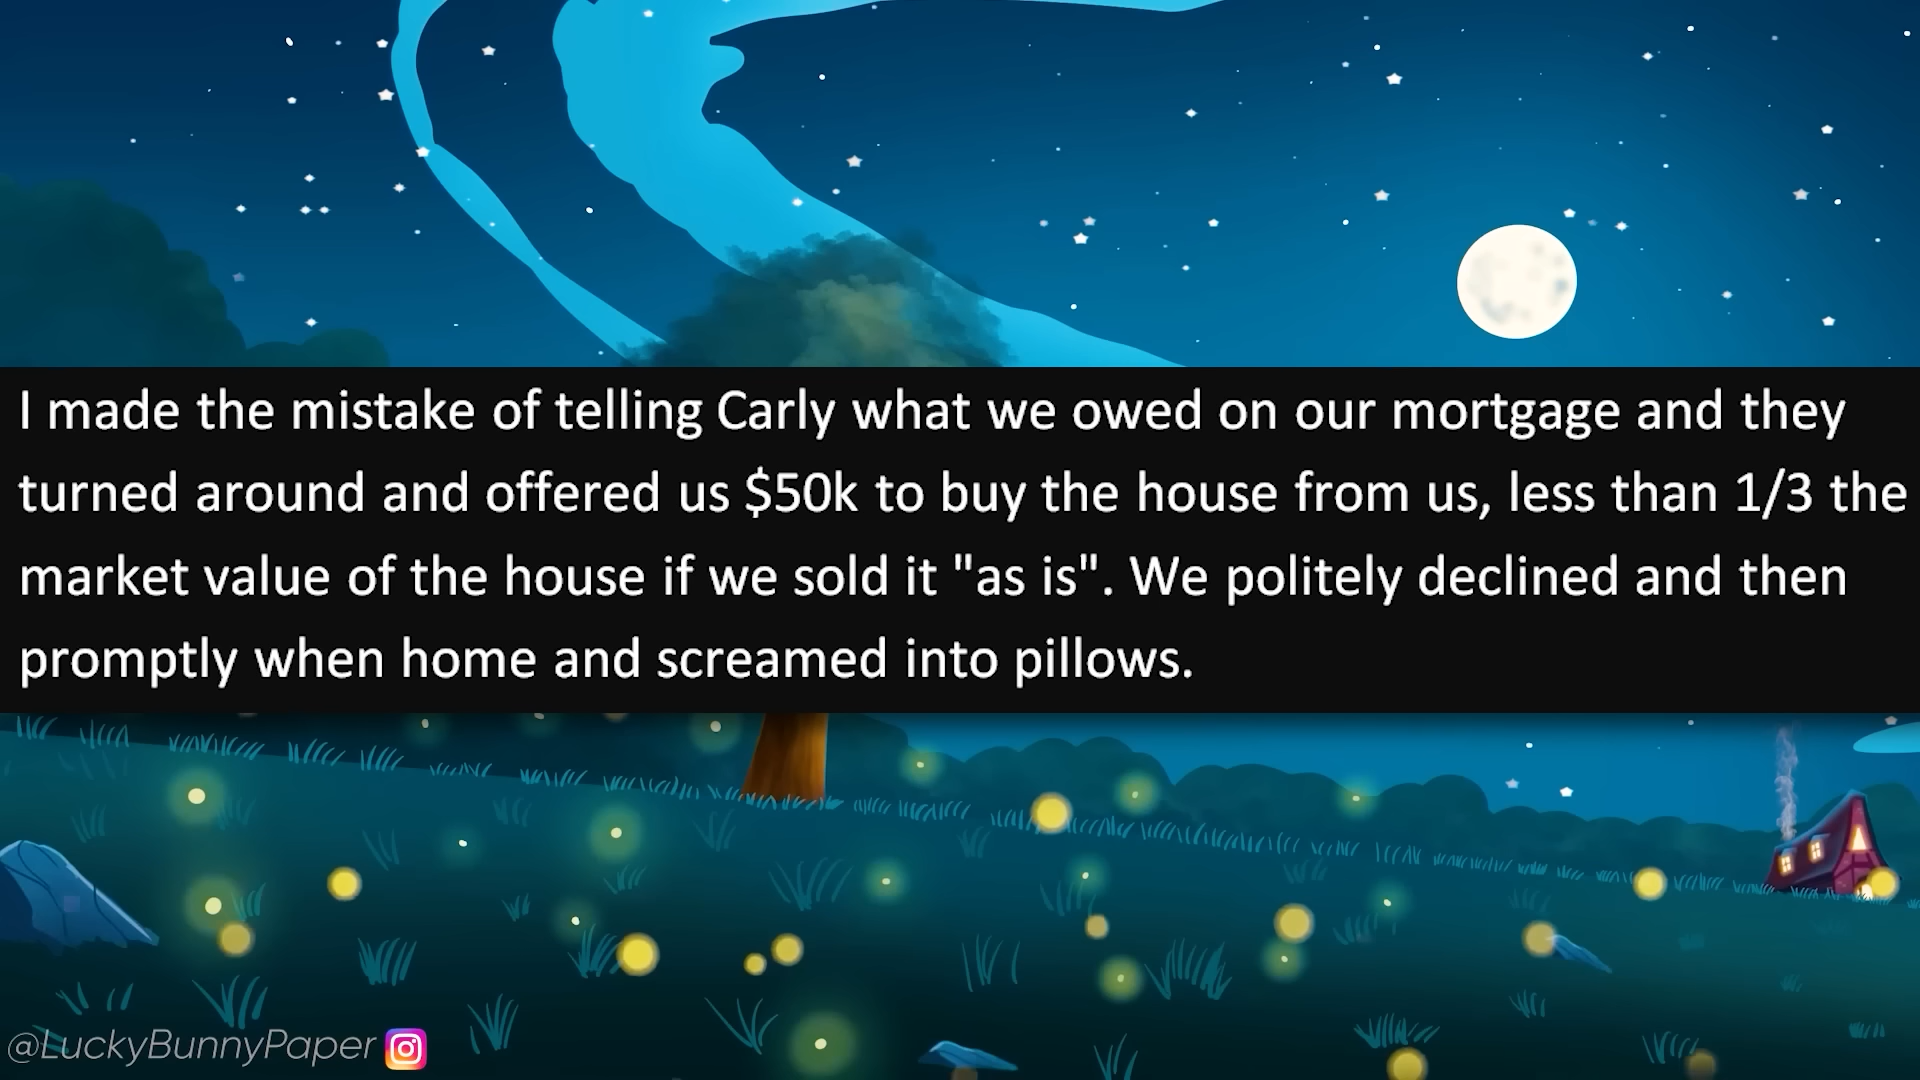 I made the mistake of telling Carly what we owed on our mortgage and they
turned around and offered us $50k to buy the house from us, less than 1/3 the
market value of the house if we sold it "as is". We politely declined and then
promptly when home and screamed into pillows.
@LuckyBunnyPaper